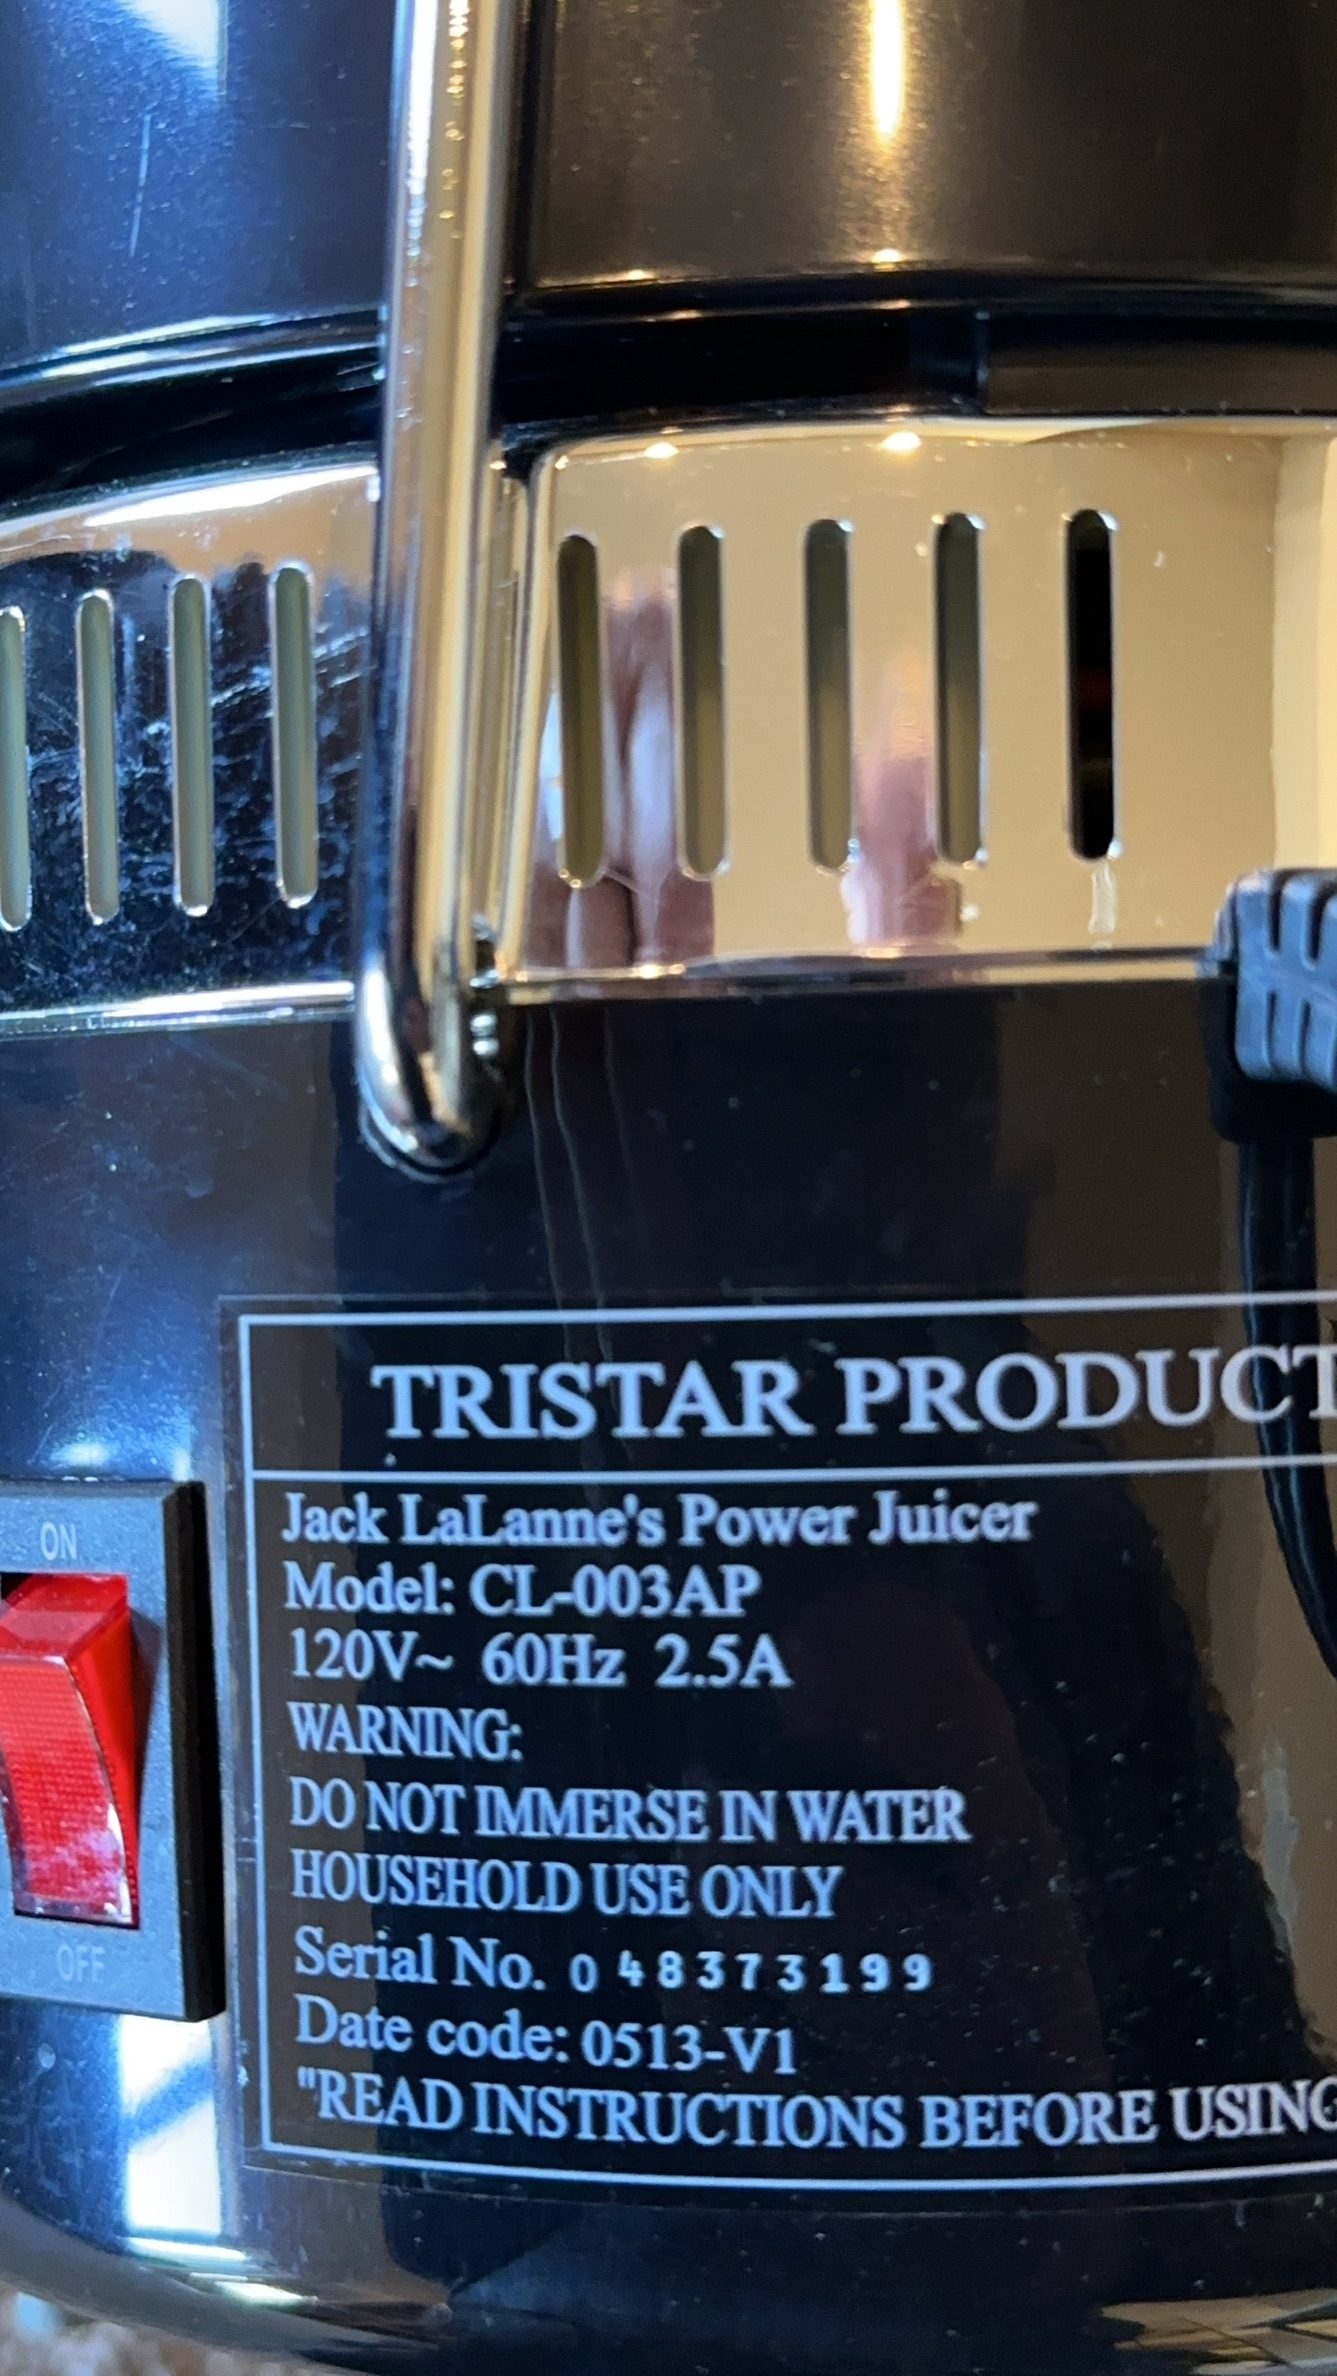 TRISTAR PRODUCT
Jack LaLanne's Power Juicer
Model: CL-003AP
120V~ 60Hz 2.5A
WARNING:
DO NOT IMMERSE IN WATER
HOUSEHOLD USE ONLY
Serial No. 048373199
Date code: 0513-V1
"READ INSTRUCTIONS BEFORE USING
ON
OFF